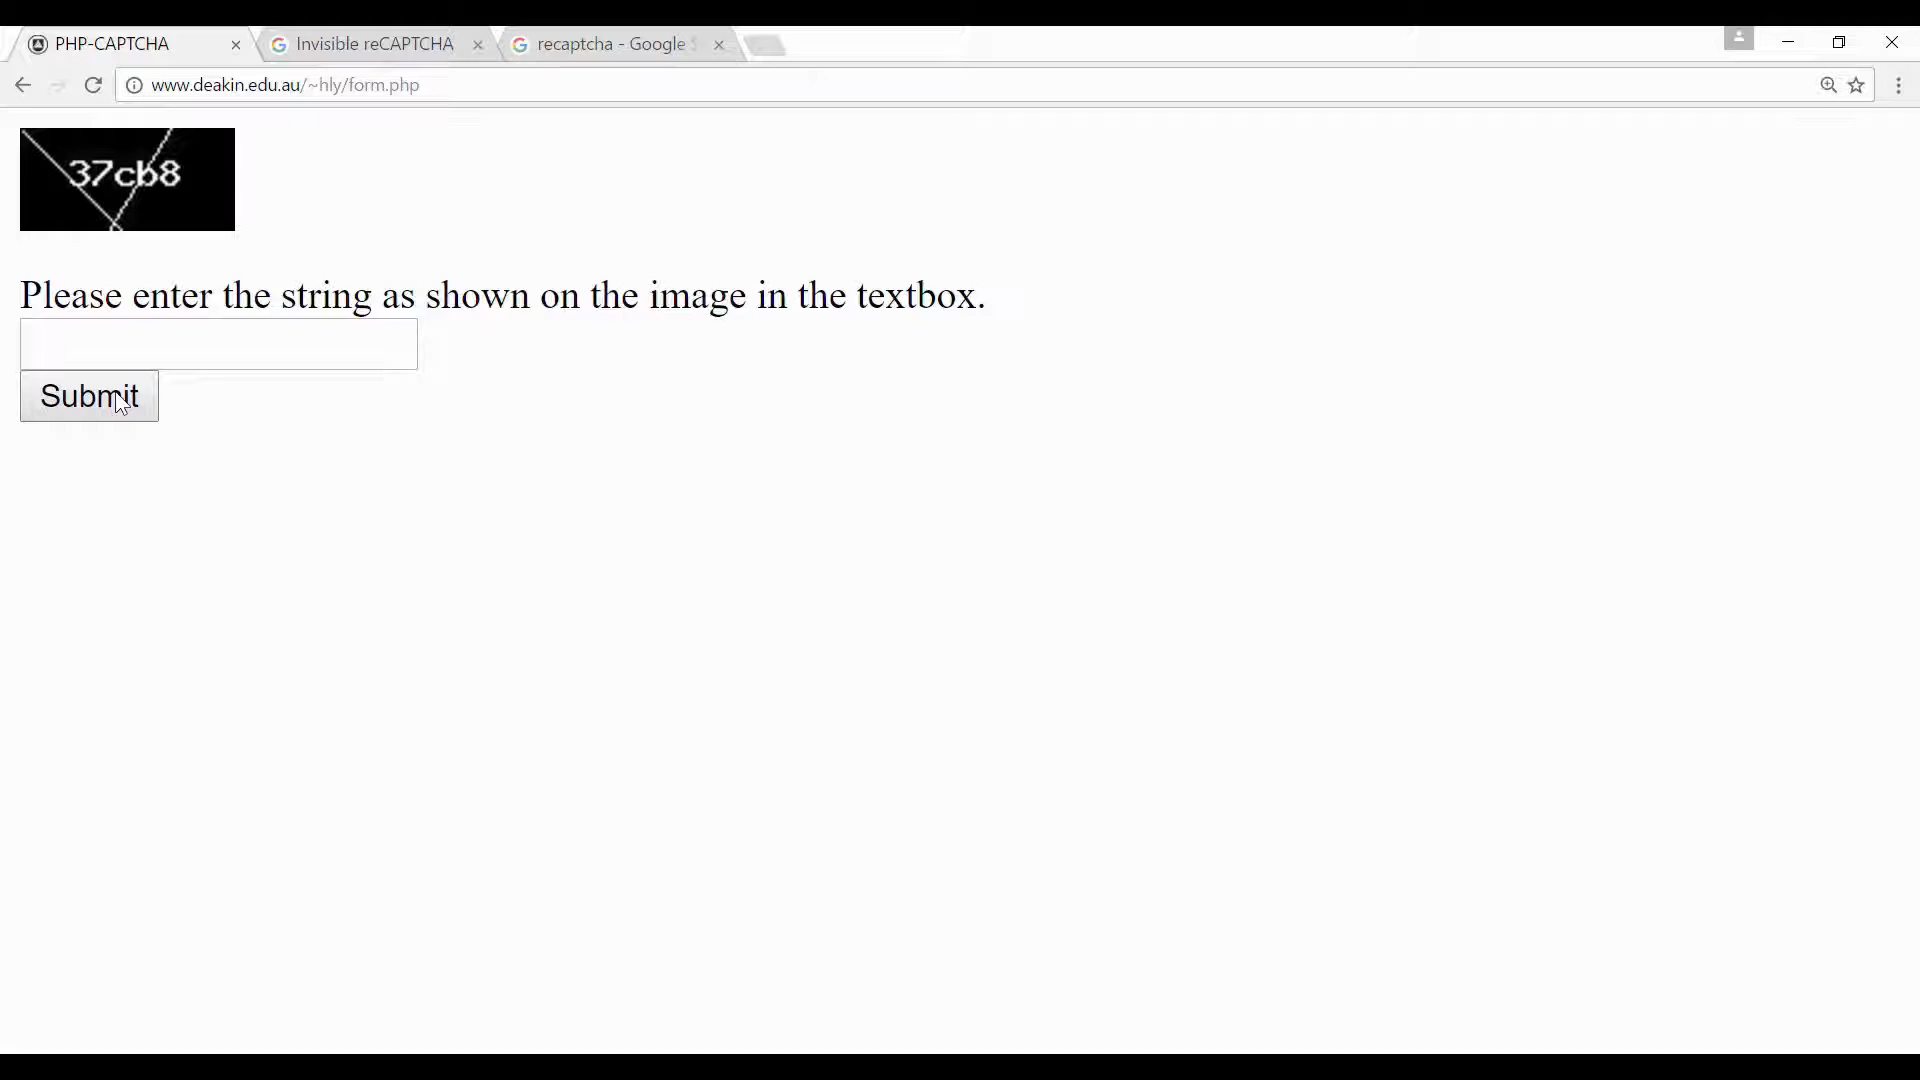 PHP-CAPTCHA
Invisible reCAPTCHA
recaptcha - Google S
www.deakin.edu.au/~hly/form.php
37cb8
Please enter the string as shown on the image in the textbox.
Submit